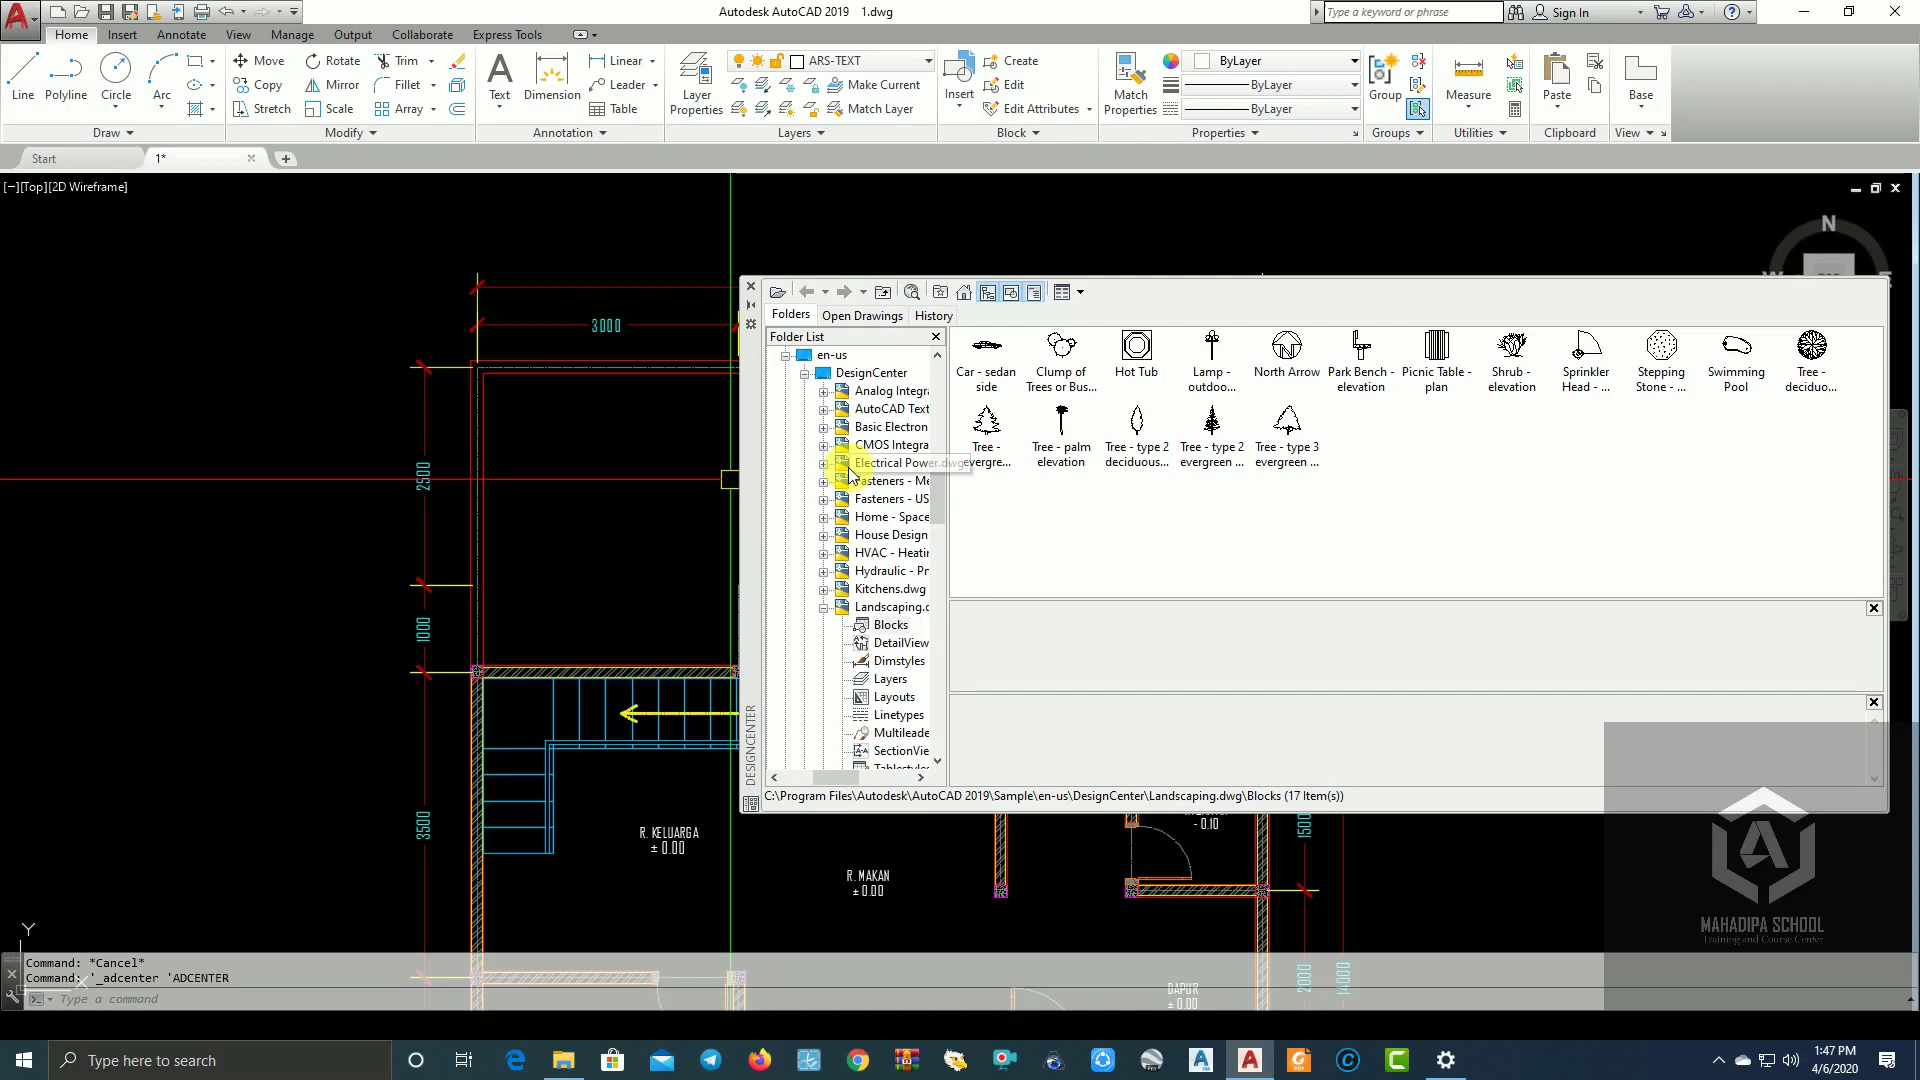 Autodesk AutoCAD 2019 1.dwg
Type a keyword or phrase
Sign In
Home Insert Annotate View Manage Output Collaborate Express Tools
Line
Polyline
Circle
Arc
Draw
Move
Rotate
Trim
Copy
Mirror
Fillet
Stretch
Scale
Array
Modify
Text
Dimension
Linear
Leader
Table
Annotation
Layer
Properties
ARS-TEXT
Make Current
Match Layer
Layers
Insert
Create
Edit
Edit Attributes
Block
Match
Properties
ByLayer
ByLayer
ByLayer
Properties
Group
Groups
Measure
Utilities
Paste
Clipboard
Base
View
Start
1*
[−][Top][2D Wireframe]
N
3000
2500
1000
3500
R. KELUARGA
± 0.00
R. MAKAN
± 0.00
- 0.10
DAPUR
± 0.00
1500
2000
14000
Folders Open Drawings History
Folder List
en-us
DesignCenter
Analog Integra
AutoCAD Text
Basic Electron
CMOS Integra
Electrical Power.dwg
Fasteners - Me
Fasteners - US
Home - Space
House Design
HVAC - Heatin
Hydraulic - Pn
Kitchens.dwg
Landscaping.d
Blocks
DetailView
Dimstyles
Layers
Layouts
Linetypes
Multileade
SectionVie
Tablestyle
Car - sedan
side
Clump of
Trees or Bus...
Hot Tub
Lamp -
outdoo...
North Arrow
Park Bench -
elevation
Picnic Table -
plan
Shrub -
elevation
Sprinkler
Head - ...
Stepping
Stone - ...
Swimming
Pool
Tree -
deciduo...
Tree -
evergre...
Tree - palm
elevation
Tree - type 2
deciduous...
Tree - type 2
evergreen ...
Tree - type 3
evergreen ...
DESIGNCENTER
C:\Program Files\Autodesk\AutoCAD 2019\Sample\en-us\DesignCenter\Landscaping.dwg\Blocks (17 Item(s))
MAHADIPA SCHOOL
Training and Course Center
Y
Command: *Cancel*
Command: '_adcenter 'ADCENTER
Type a command
Type here to search
1:47 PM
4/6/2020